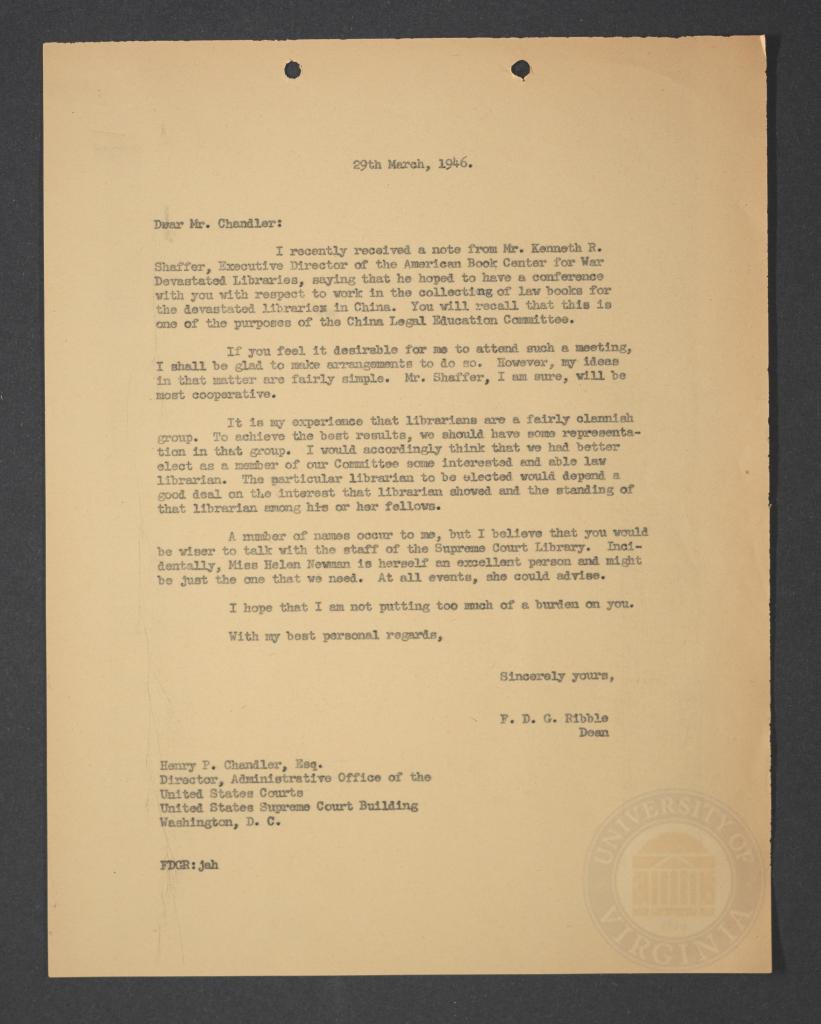 29th March, 1946.
Dear Mr. Chandler:
I recently received a note from Mr. Kenneth R.
Shaffer, Executive Director of the American Book Center for War
Devastated Libraries, saying that he hoped to have a conference
with you with respect to work in the collecting of law books for
the devastated libraries in China. You will recall that this is
one of the purposes of the China Legal Education Committee.
If you feel it desirable for me to attend such a meeting,
I shall be glad to make arrangements to do so. However, my ideas
in that matter are fairly simple. Mr. Shaffer, I am sure, will be
most cooperative.
It is my experience that librarians are a fairly clannish
group. To achieve the best results, we should have some representa-
tion in that group. I would accordingly think that we had better
elect as a member of our Committee some interested and able law
librarian. The particular librarian to be elected would depend a
good deal on the interest that librarian showed and the standing of
that librarian among his or her fellows.
A number of names occur to me, but I believe that you would
be wiser to talk with the staff of the Supreme Court Library. Inci-
dentally, Miss Helen Newman is herself an excellent person and might
be just the one that we need. At all events, she could advise.
I hope that I am not putting too much of a burden on you.
With my best personal regards,
Sincerely yours,
F. D. G. Ribble
Dean
Henry P. Chandler, Esq.
Director, Administrative Office of the
United States Courts
United States Supreme Court Building
Washington, D. C.
FDGR:jah
UNIVERSITY OF
VIRGINIA